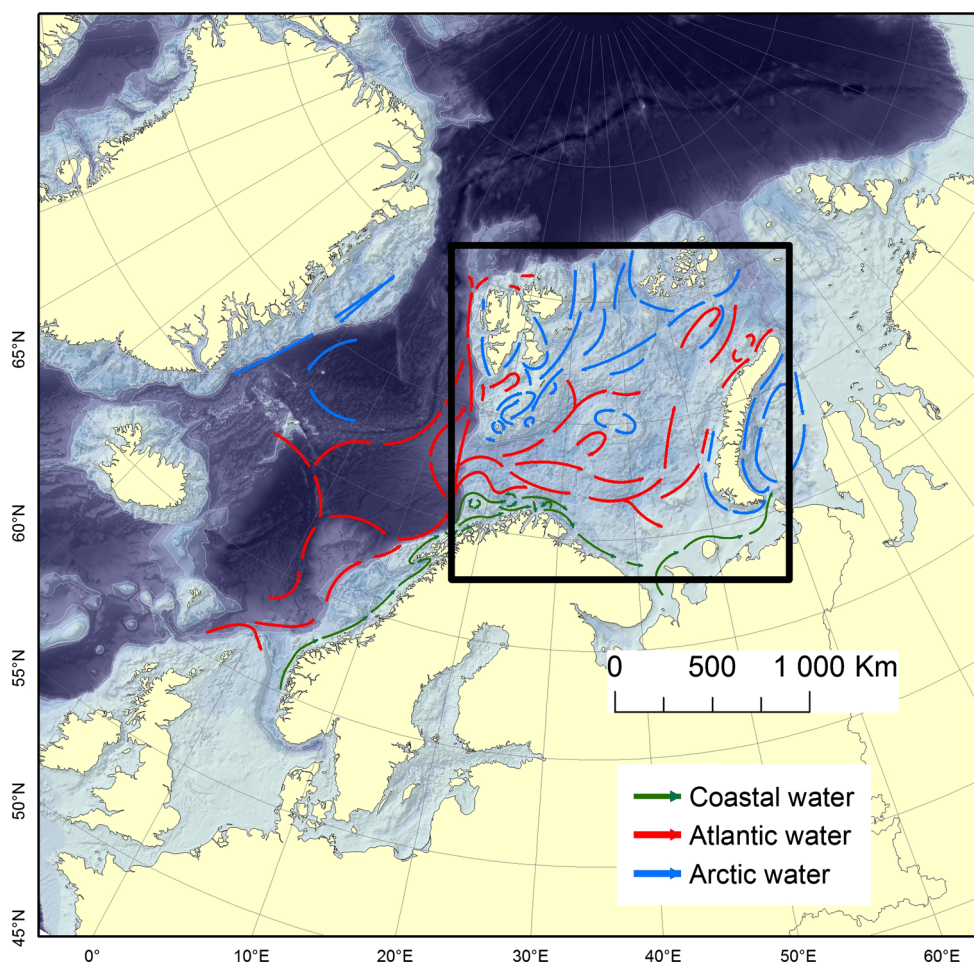 65°N
60°N
55°N
50°N
45°N
0 500 1 000 Km
Coastal water
Atlantic water
Arctic water
0° 10°E 20°E 30°E 40°E 50°E 60°E